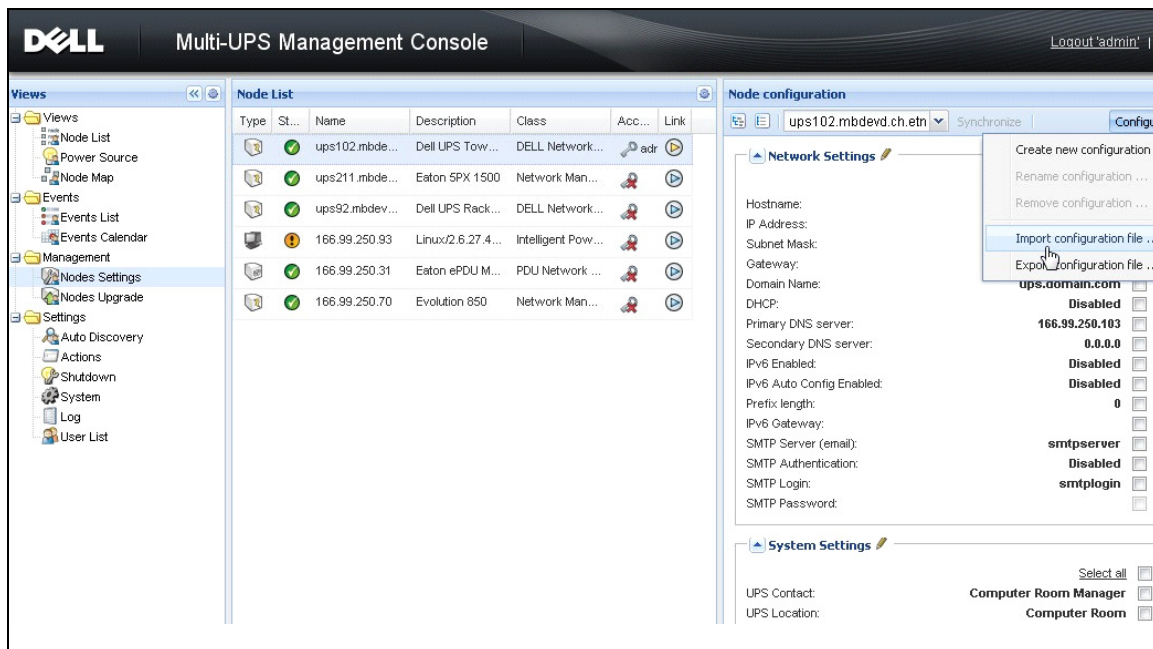 DELL Multi-UPS Management Console Logout 'admin' |
Views
Views
Node List
Power Source
Node Map
Events
Events List
Events Calendar
Management
Nodes Settings
Nodes Upgrade
Settings
Auto Discovery
Actions
Shutdown
System
Log
User List
Node List
Type St... Name Description Class Acc... Link
ups102.mbde... Dell UPS Tow... DELL Network... adr
ups211.mbde... Eaton 5PX 1500 Network Man...
ups92.mbdev... Dell UPS Rack... DELL Network...
166.99.250.93 Linux/2.6.27.4... Intelligent Pow...
166.99.250.31 Eaton ePDU M... PDU Network ...
166.99.250.70 Evolution 850 Network Man...
Node configuration
ups102.mbdevd.ch.etn Synchronize Configu
Create new configuration
Rename configuration ...
Remove configuration ...
Import configuration file ..
Export configuration file ..
Network Settings
Hostname:
IP Address:
Subnet Mask:
Gateway:
Domain Name: ups.domain.com
DHCP: Disabled
Primary DNS server: 166.99.250.103
Secondary DNS server: 0.0.0.0
IPv6 Enabled: Disabled
IPv6 Auto Config Enabled: Disabled
Prefix length: 0
IPv6 Gateway:
SMTP Server (email): smtpserver
SMTP Authentication: Disabled
SMTP Login: smtplogin
SMTP Password:
System Settings
Select all
UPS Contact: Computer Room Manager
UPS Location: Computer Room